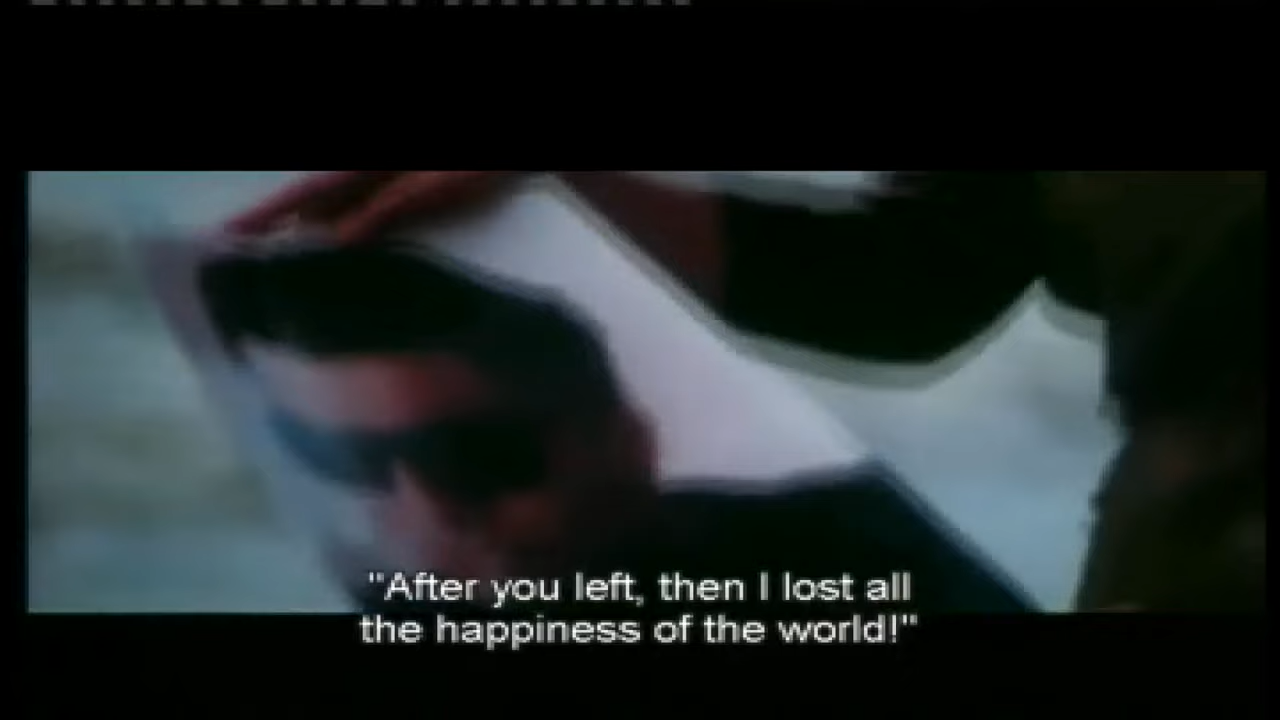 "After you left, then I lost all
the happiness of the world!"